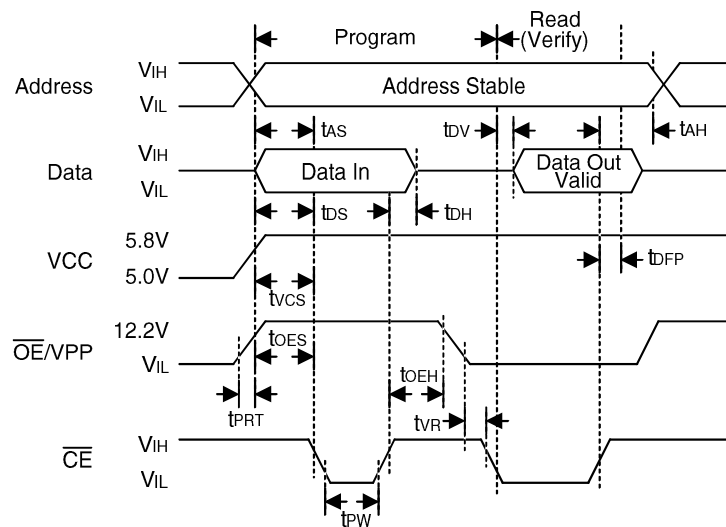 Program
Read
(Verify)
Address
VIH
VIL
Address Stable
tAS
tDV
tAH
Data
VIH
VIL
Data In
Data Out
Valid
tDS
tDH
VCC
5.8V
5.0V
tDFP
tVCS
OE/VPP
12.2V
VIL
tOES
tOEH
tPRT
tVR
CE
VIH
VIL
tPW